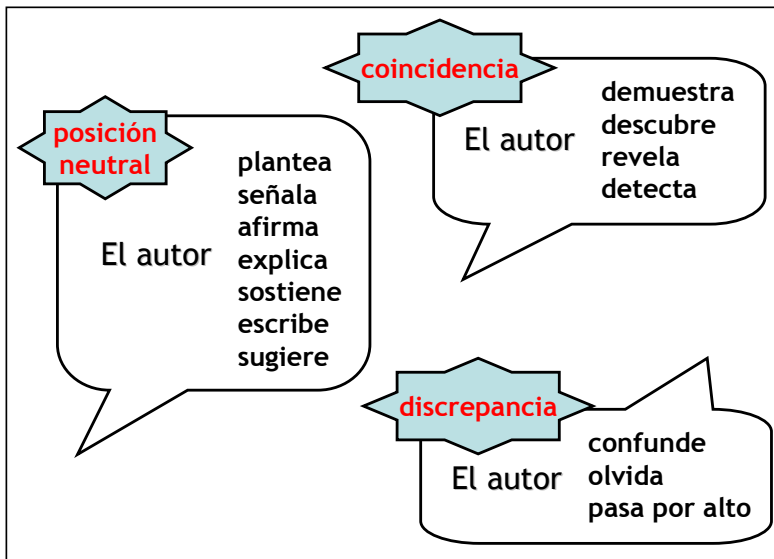 coincidencia
El autor
demuestra
descubre
revela
detecta
posición
neutral
El autor
plantea
señala
afirma
explica
sostiene
escribe
sugiere
discrepancia
El autor
confunde
olvida
pasa por alto